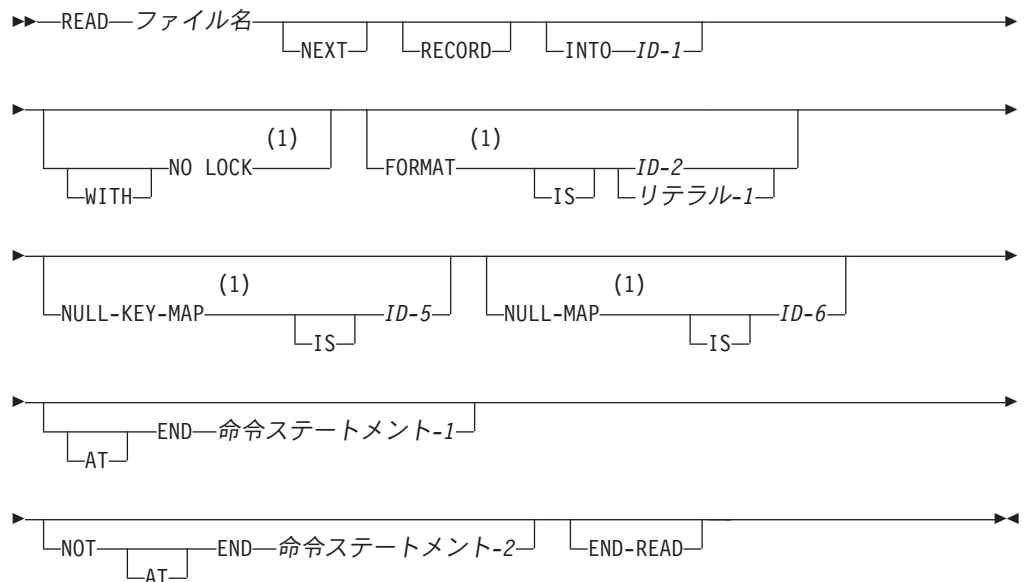 READ ファイル名
NEXT RECORD INTO ID-1
(1) (1)
NO LOCK FORMAT ID-2
WITH IS リテラル-1
(1) (1)
NULL-KEY-MAP ID-5 NULL-MAP ID-6
IS IS
END 命令ステートメント-1
AT
NOT END 命令ステートメント-2 END-READ
AT